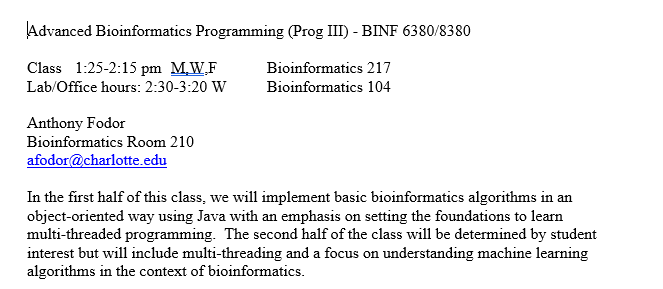 Advanced Bioinformatics Programming (Prog III) - BINF 6380/8380
Class 1:25-2:15 pm M,W,F Bioinformatics 217
Lab/Office hours: 2:30-3:20 W Bioinformatics 104
Anthony Fodor
Bioinformatics Room 210
afodor@charlotte.edu
In the first half of this class, we will implement basic bioinformatics algorithms in an
object-oriented way using Java with an emphasis on setting the foundations to learn
multi-threaded programming. The second half of the class will be determined by student
interest but will include multi-threading and a focus on understanding machine learning
algorithms in the context of bioinformatics.